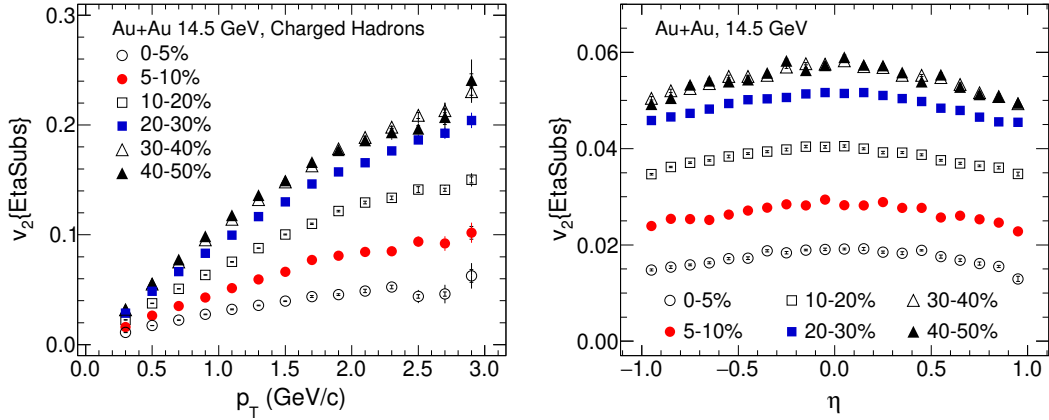 Au+Au 14.5 GeV, Charged Hadrons
0-5%
5-10%
10-20%
20-30%
30-40%
40-50%
v2{EtaSubs}
0.3
0.2
0.1
0.0
0.0 0.5 1.0 1.5 2.0 2.5 3.0
pT (GeV/c)
Au+Au, 14.5 GeV
v2{EtaSubs}
0.06
0.04
0.02
0.00
0-5% 10-20% 30-40%
5-10% 20-30% 40-50%
−1.0 −0.5 0.0 0.5 1.0
η